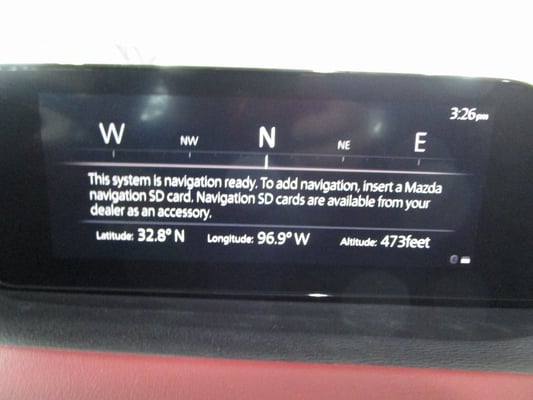 3:26pm
W NW N NE E
This system is navigation ready. To add navigation, insert a Mazda
navigation SD card. Navigation SD cards are available from your
dealer as an accessory.
Latitude: 32.8° N Longitude: 96.9° W Altitude: 473feet